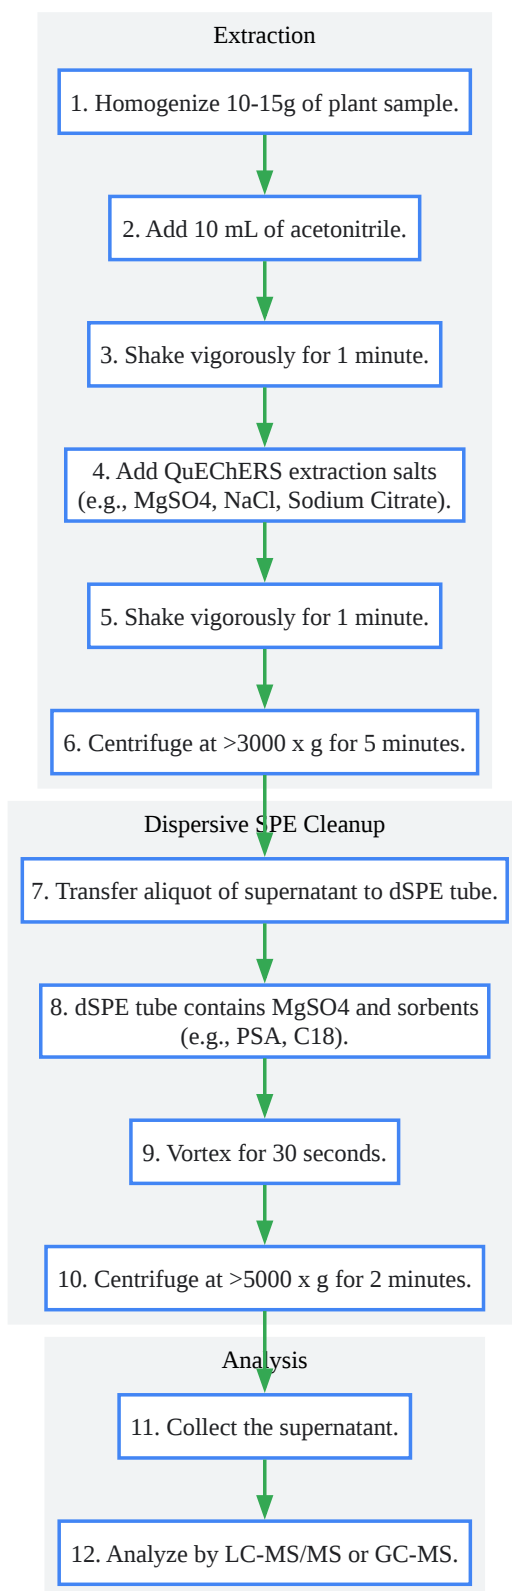 Extraction
1. Homogenize 10-15g of plant sample.
2. Add 10 mL of acetonitrile.
3. Shake vigorously for 1 minute.
4. Add QuEChERS extraction salts
(e.g., MgSO4, NaCl, Sodium Citrate).
5. Shake vigorously for 1 minute.
6. Centrifuge at >3000 x g for 5 minutes.
Dispersive SPE Cleanup
7. Transfer aliquot of supernatant to dSPE tube.
8. dSPE tube contains MgSO4 and sorbents
(e.g., PSA, C18).
9. Vortex for 30 seconds.
10. Centrifuge at >5000 x g for 2 minutes.
Analysis
11. Collect the supernatant.
12. Analyze by LC-MS/MS or GC-MS.